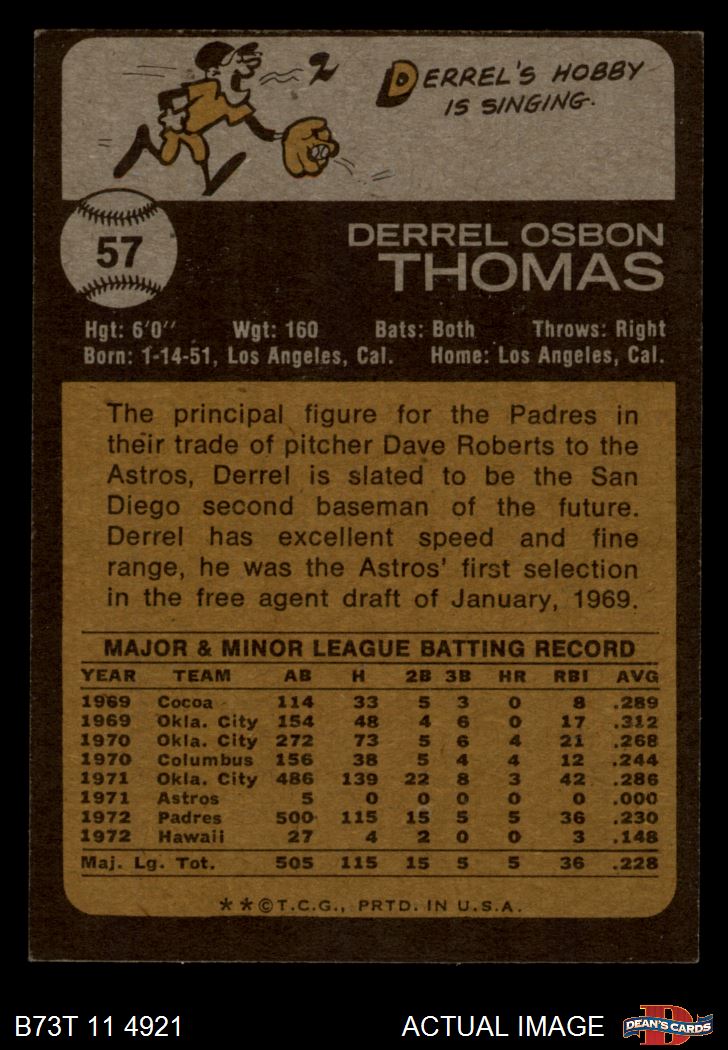 DERREL'S HOBBY
IS SINGING.
57
DERREL OSBON
THOMAS
Hgt: 6'0'' Wgt: 160 Bats: Both Throws: Right
Born: 1-14-51, Los Angeles, Cal. Home: Los Angeles, Cal.
The principal figure for the Padres in
their trade of pitcher Dave Roberts to the
Astros, Derrel is slated to be the San
Diego second baseman of the future.
Derrel has excellent speed and fine
range, he was the Astros' first selection
in the free agent draft of January, 1969.
MAJOR & MINOR LEAGUE BATTING RECORD
YEAR TEAM AB H 2B 3B HR RBI AVG
1969 Cocoa 114 33 5 3 0 8 .289
1969 Okla. City 154 48 4 6 0 17 .312
1970 Okla. City 272 73 5 6 4 21 .268
1970 Columbus 156 38 5 4 4 12 .244
1971 Okla. City 486 139 22 8 3 42 .286
1971 Astros 5 0 0 0 0 0 .000
1972 Padres 500 115 15 5 5 36 .230
1972 Hawaii 27 4 2 0 0 3 .148
Maj. Lg. Tot. 505 115 15 5 5 36 .228
**©T.C.G., PRTD. IN U.S.A.
B73T 11 4921 ACTUAL IMAGE DEAN'S CARDS